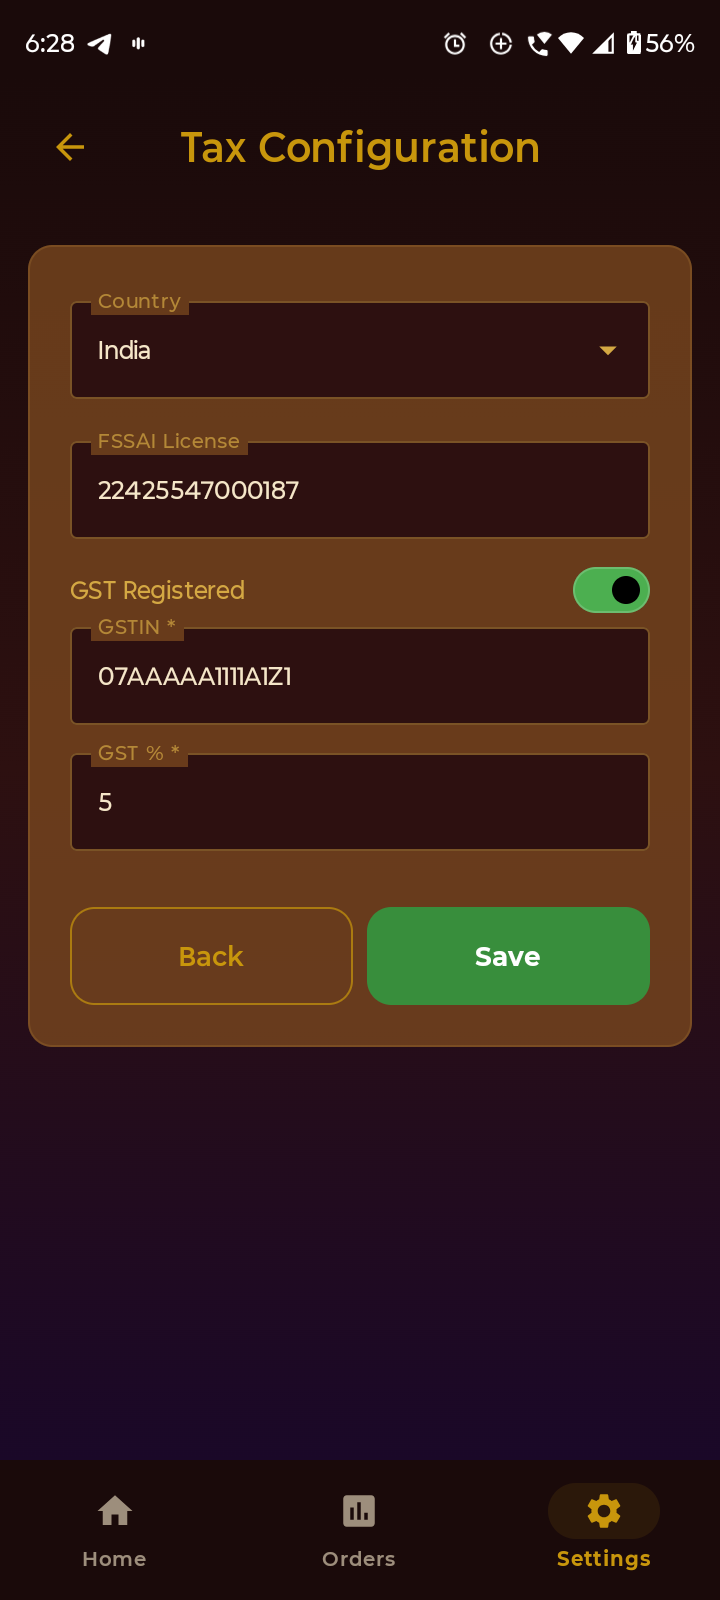 6:28 56%
Tax Configuration
Country
India
FSSAI License
22425547000187
GST Registered
GSTIN *
07AAAAA1111A1Z1
GST % *
5
Back Save
Home Orders Settings